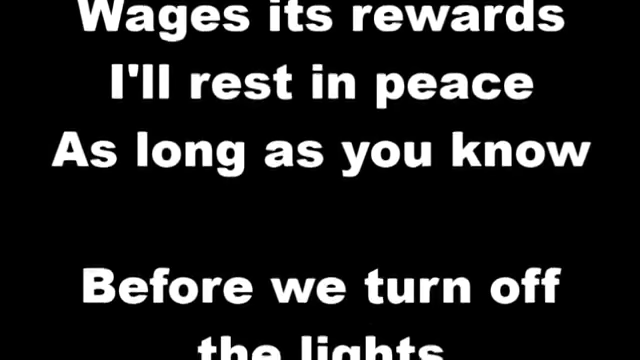 Wages its rewards
I'll rest in peace
As long as you know
Before we turn off
the lights